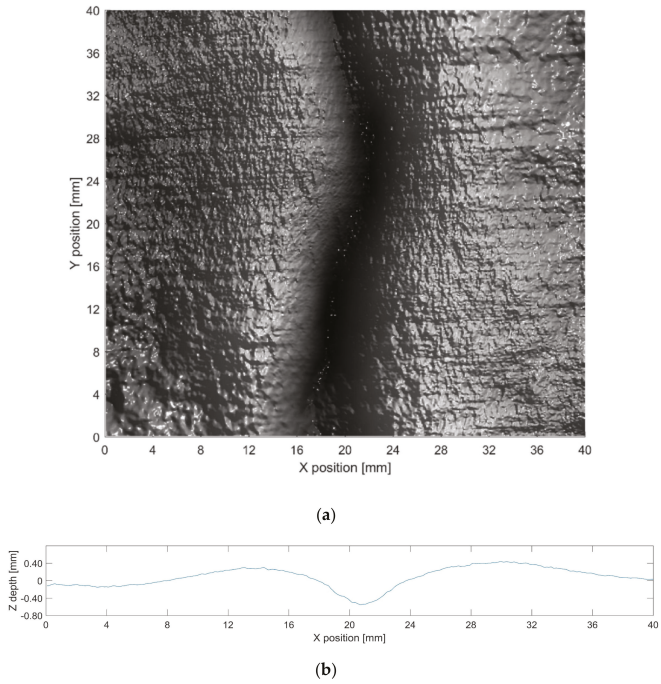 40
36
32
28
24
20
16
12
8
4
0
Y position [mm]
0 4 8 12 16 20 24 28 32 36 40
X position [mm]
(a)
0.40
0
-0.40
-0.80
Z depth [mm]
0 4 8 12 16 20 24 28 32 36 40
X position [mm]
(b)